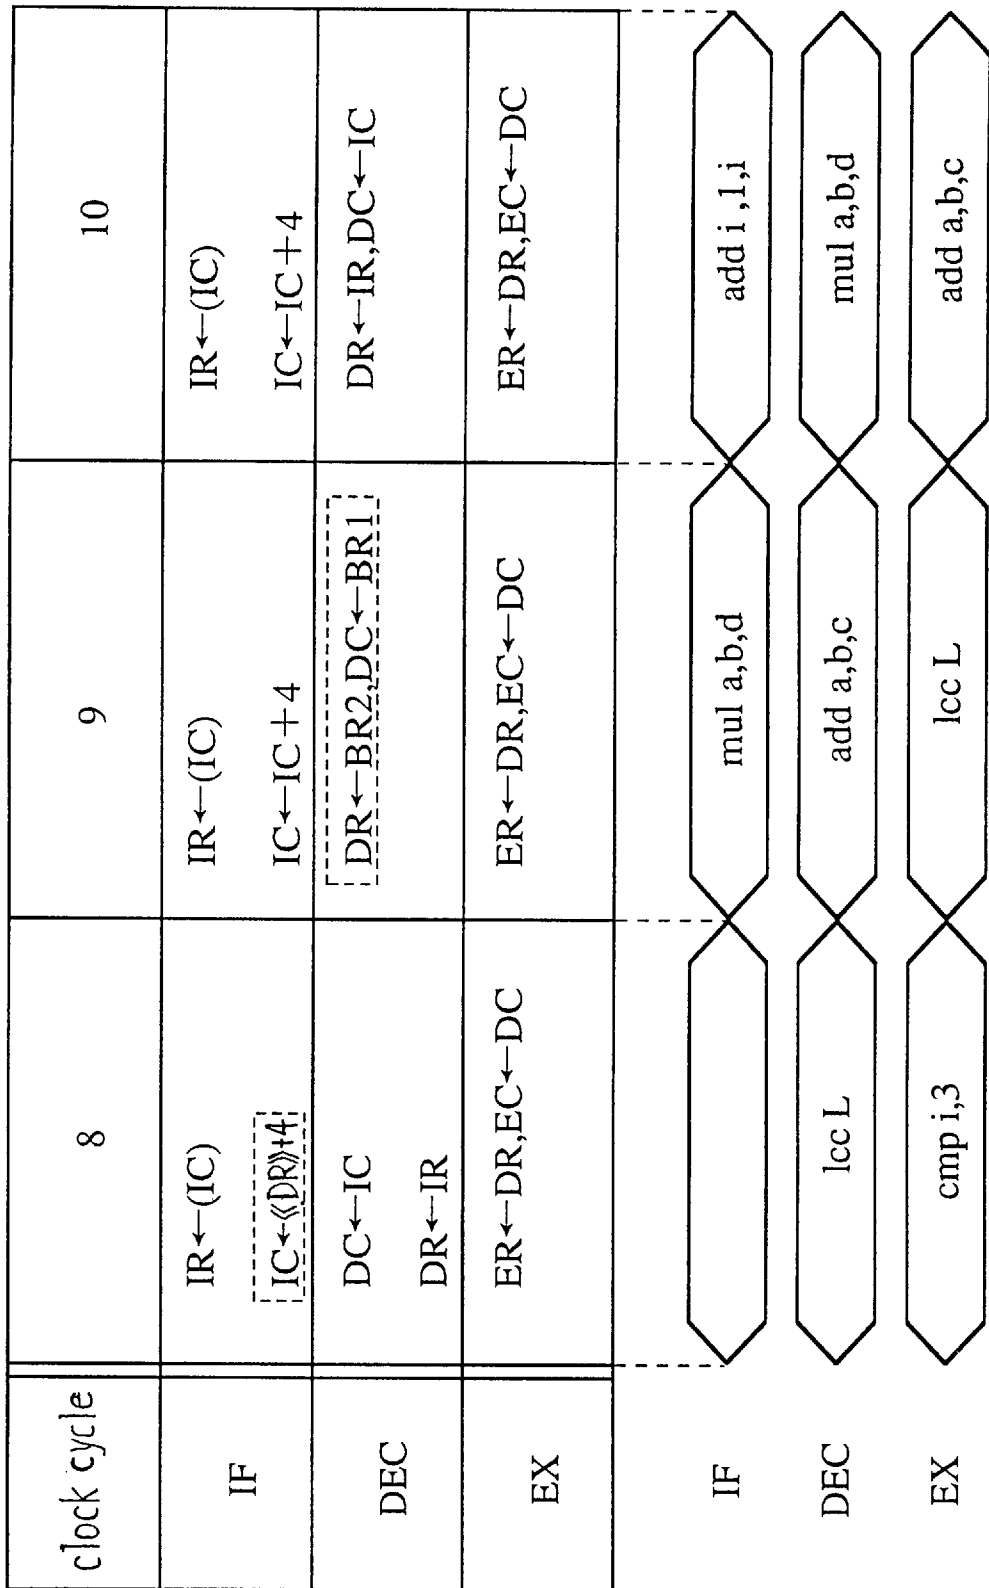 clock cycle
8
9
10
IF
IR←(IC)
IC←《DR》+4
IR←(IC)
IC←IC+4
IR←(IC)
IC←IC+4
DEC
DC←IC
DR←IR
DR←BR2,DC←BR1
DR←IR,DC←IC
EX
ER←DR,EC←DC
ER←DR,EC←DC
ER←DR,EC←DC
IF
mul a,b,d
add i ,1,i
DEC
lcc L
add a,b,c
mul a,b,d
EX
cmp i,3
lcc L
add a,b,c